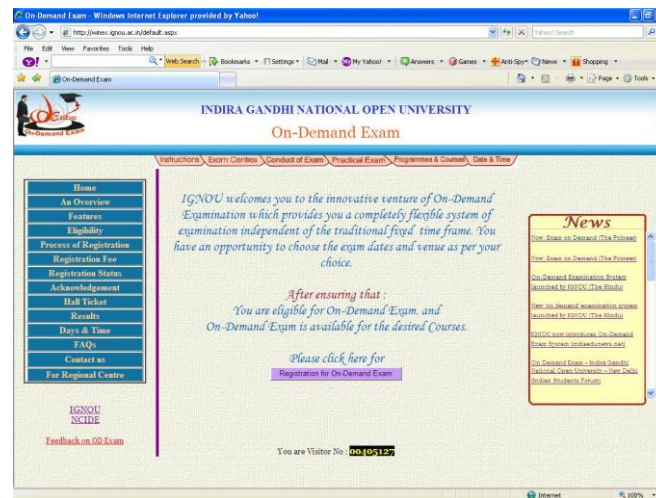 On-Demand Exam - Windows Internet Explorer provided by Yahoo!
http://winex.ignou.ac.in/default.aspx
Yahoo! Search
File Edit View Favorites Tools Help
Web Search Bookmarks Settings Mail My Yahoo! Answers Games Anti-Spy News Shopping
On-Demand Exam
Page Tools
INDIRA GANDHI NATIONAL OPEN UNIVERSITY
On-Demand Exam
On-Demand Exam
Instructions Exam Centres Conduct of Exam Practical Exam Programmes & Courses Date & Time
Home
An Overview
Features
Eligibility
Process of Registration
Registration Fee
Registration Status
Acknowledgement
Hall Ticket
Results
Days & Time
FAQs
Contact us
For Regional Centre
IGNOU
NCIDE
Feedback on OD Exam
IGNOU welcomes you to the innovative venture of On-Demand
Examination which provides you a completely flexible system of
examination independent of the traditional fixed time frame. You
have an opportunity to choose the exam dates and venue as per your
choice.
After ensuring that :
You are eligible for On-Demand Exam. and
On-Demand Exam is available for the desired Courses.
Please click here for
Registration for On-Demand Exam
You are Visitor No : 00405127
News
Now, Exam on Demand (The Poineer)
Now, Exam on Demand (The Poineer)
On-Demand Examination System
launched by IGNOU (The Hindu)
New 'on demand' examination system
launched by IGNOU (The Hindu)
IGNOU now introduces On-Demand
Exam System (indiaedunews.net)
On Demand Exam - Indira Gandhi
National Open University - New Delhi
(Indian Students Forum)
Internet 100%